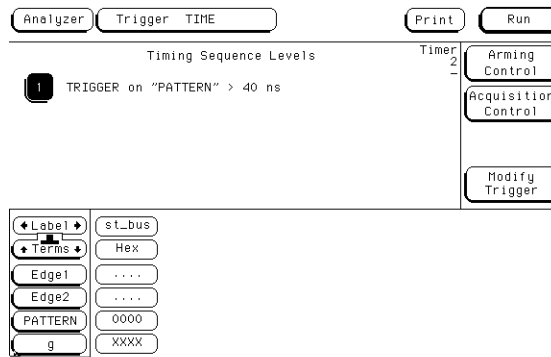 Analyzer Trigger TIME Print Run
Timing Sequence Levels
Timer
2
-
Arming
Control
1 TRIGGER on "PATTERN" > 40 ns
Acquisition
Control
Modify
Trigger
Label st_bus
Terms Hex
Edge1 ....
Edge2 ....
PATTERN 0000
g XXXX